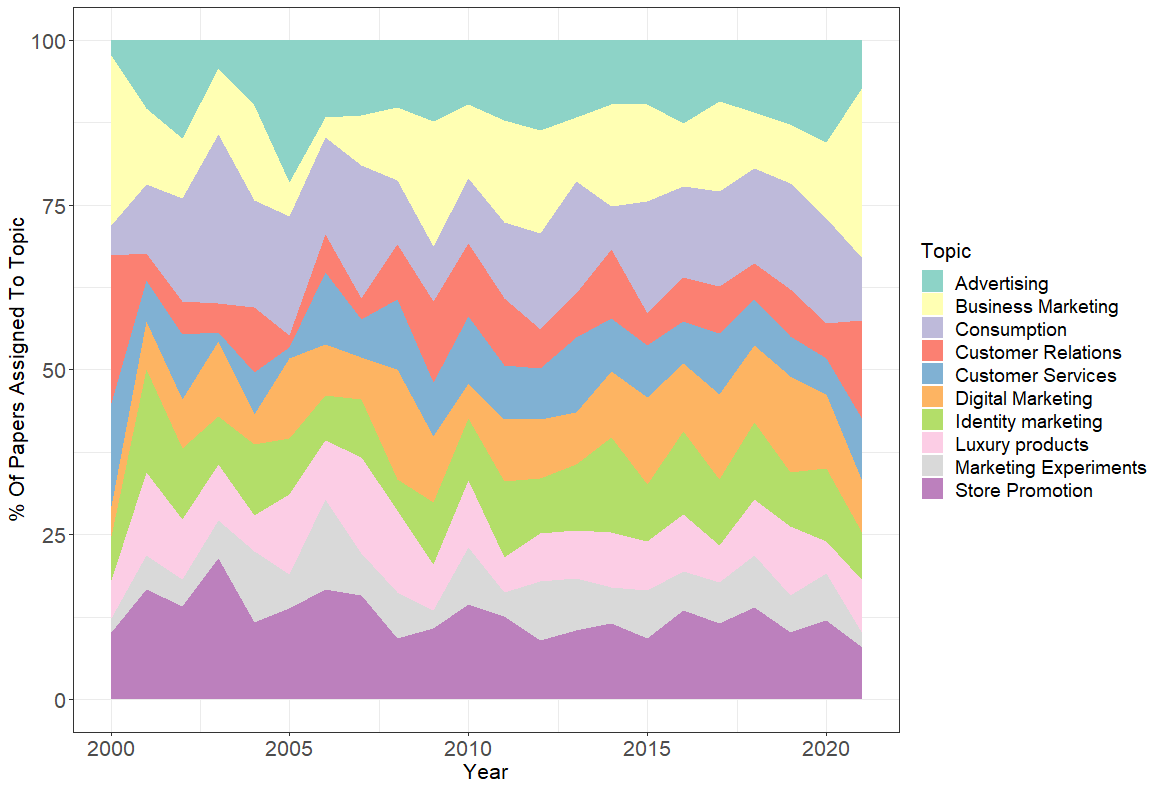 % Of Papers Assigned To Topic
100
75
50
25
0
2000 2005 2010 2015 2020
Year
Topic
Advertising
Business Marketing
Consumption
Customer Relations
Customer Services
Digital Marketing
Identity marketing
Luxury products
Marketing Experiments
Store Promotion